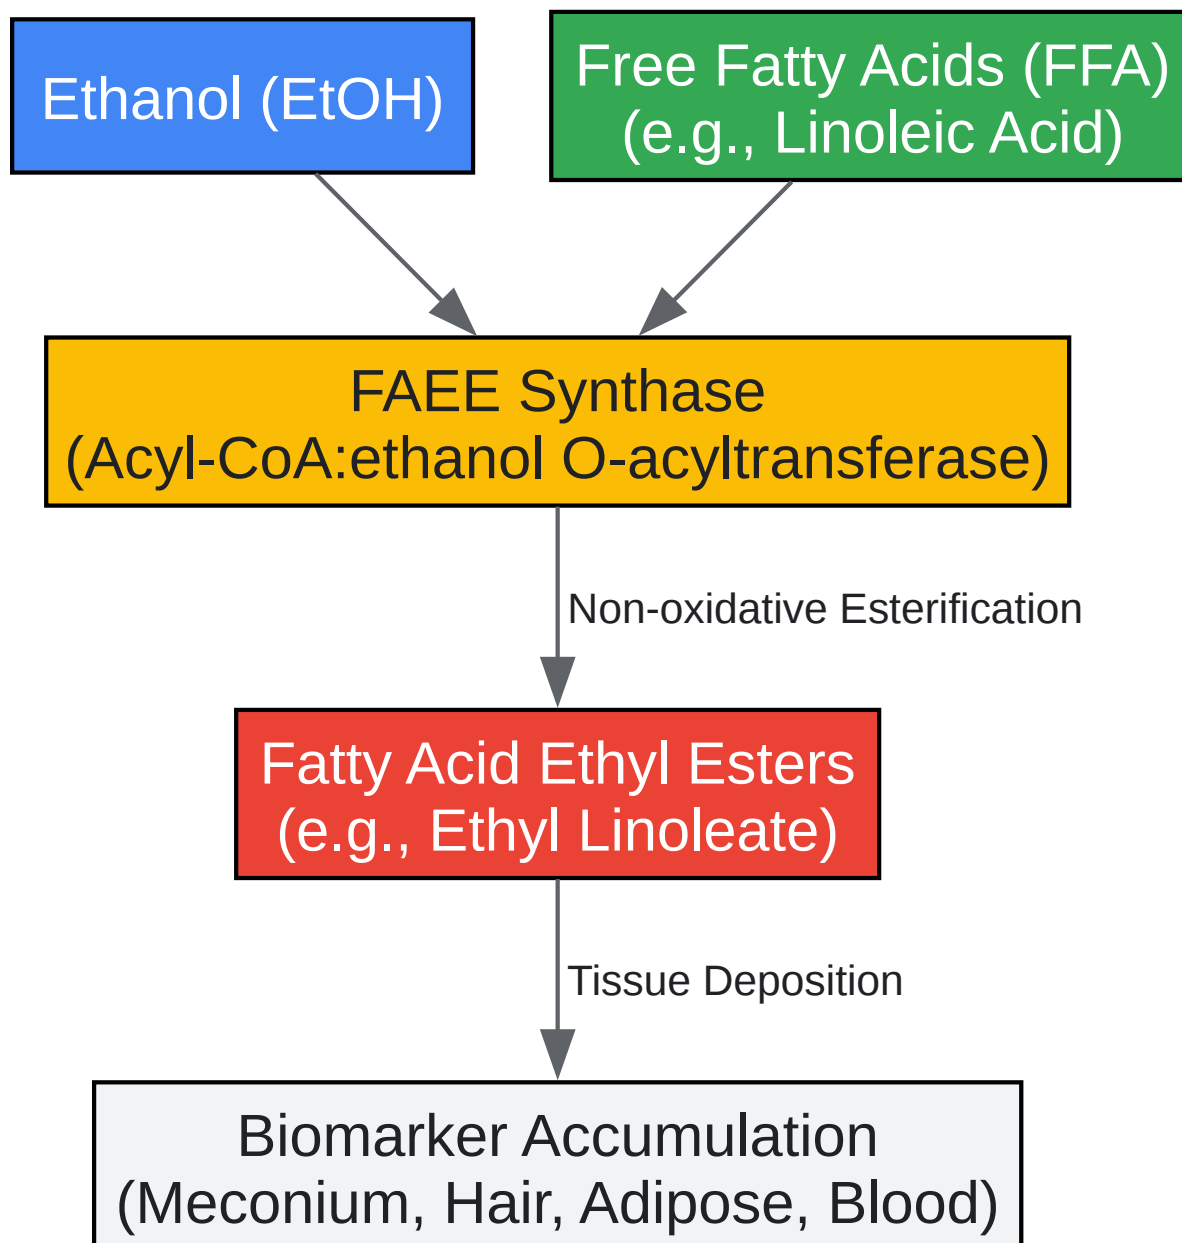 Ethanol (EtOH)
Free Fatty Acids (FFA)
(e.g., Linoleic Acid)
FAEE Synthase
(Acyl-CoA:ethanol O-acyltransferase)
Non-oxidative Esterification
Fatty Acid Ethyl Esters
(e.g., Ethyl Linoleate)
Tissue Deposition
Biomarker Accumulation
(Meconium, Hair, Adipose, Blood)